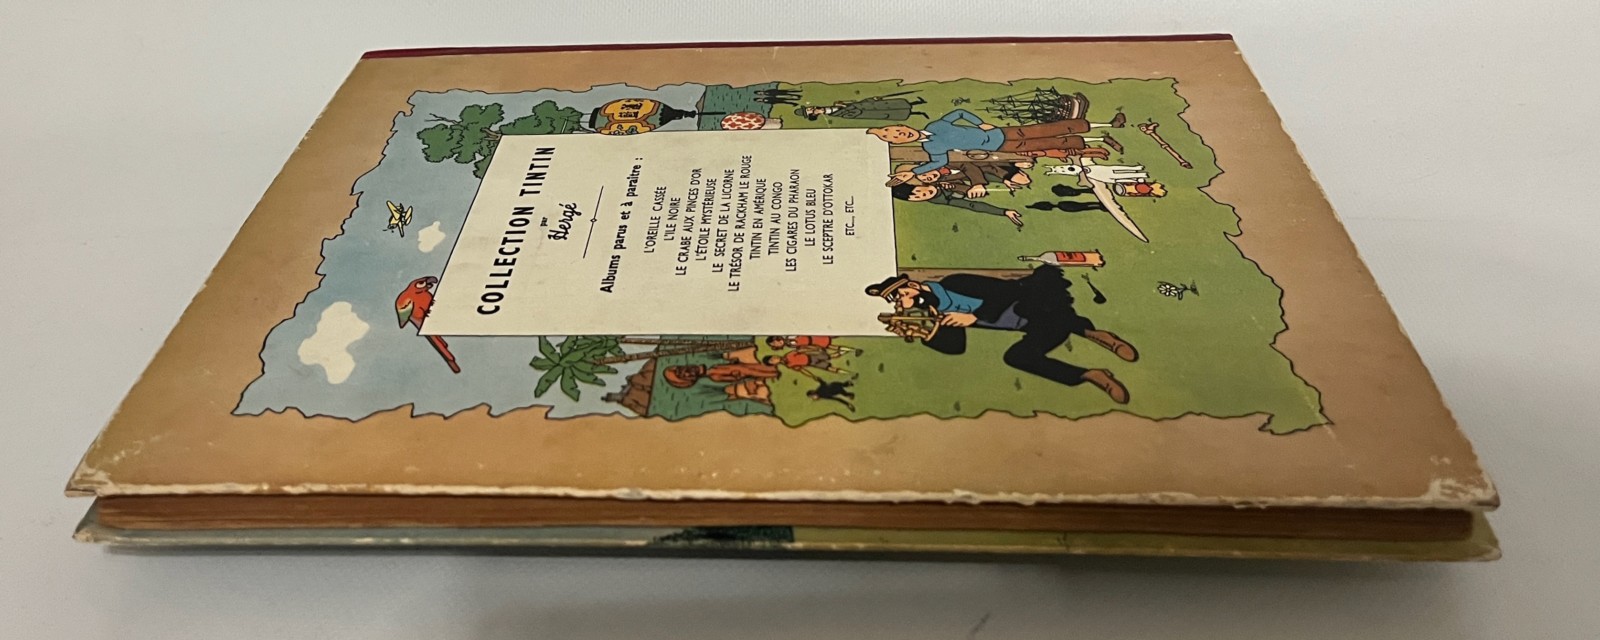 COLLECTION TINTIN
par
Hergé
Albums parus et à paraître :
L'OREILLE CASSÉE
L'ILE NOIRE
LE CRABE AUX PINCES D'OR
L'ÉTOILE MYSTÉRIEUSE
LE SECRET DE LA LICORNE
LE TRÉSOR DE RACKHAM LE ROUGE
TINTIN EN AMERIQUE
TINTIN AU CONGO
LES CIGARES DU PHARAON
LE LOTUS BLEU
LE SCEPTRE D'OTTOKAR
ETC..., ETC...